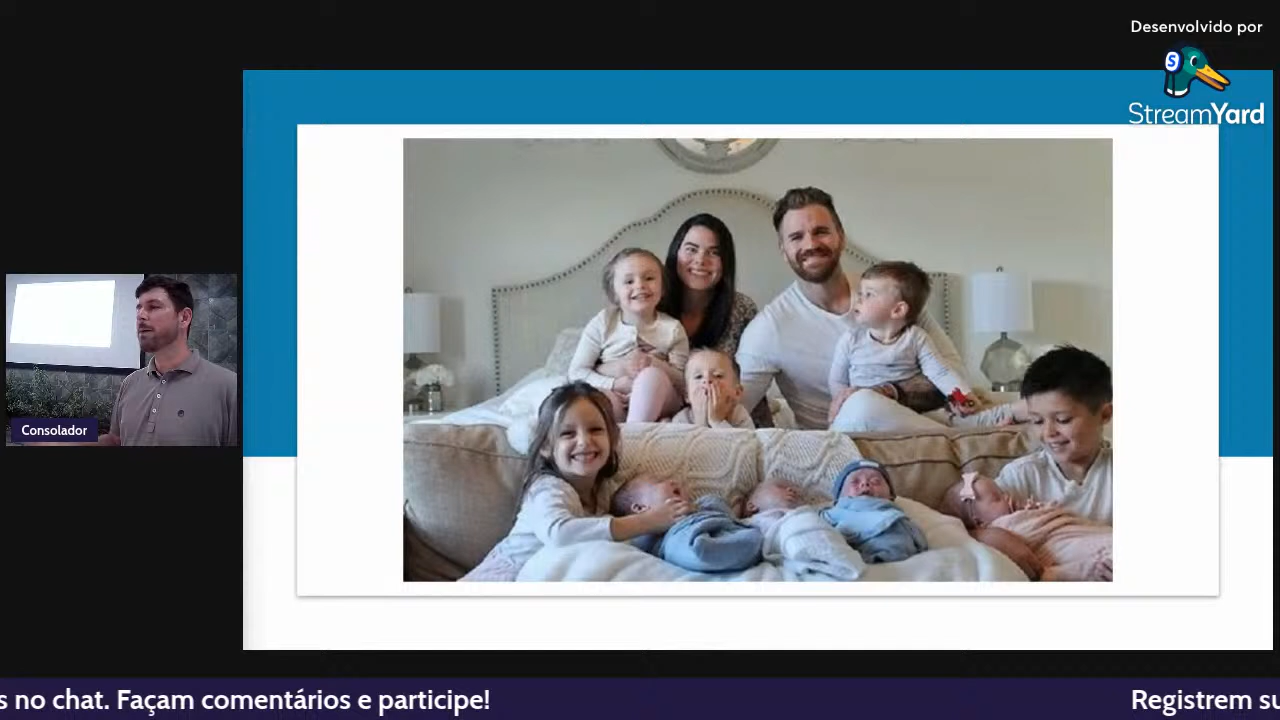 Desenvolvido por
S
StreamYard
Consolador
s no chat. Façam comentários e participe!
Registrem su